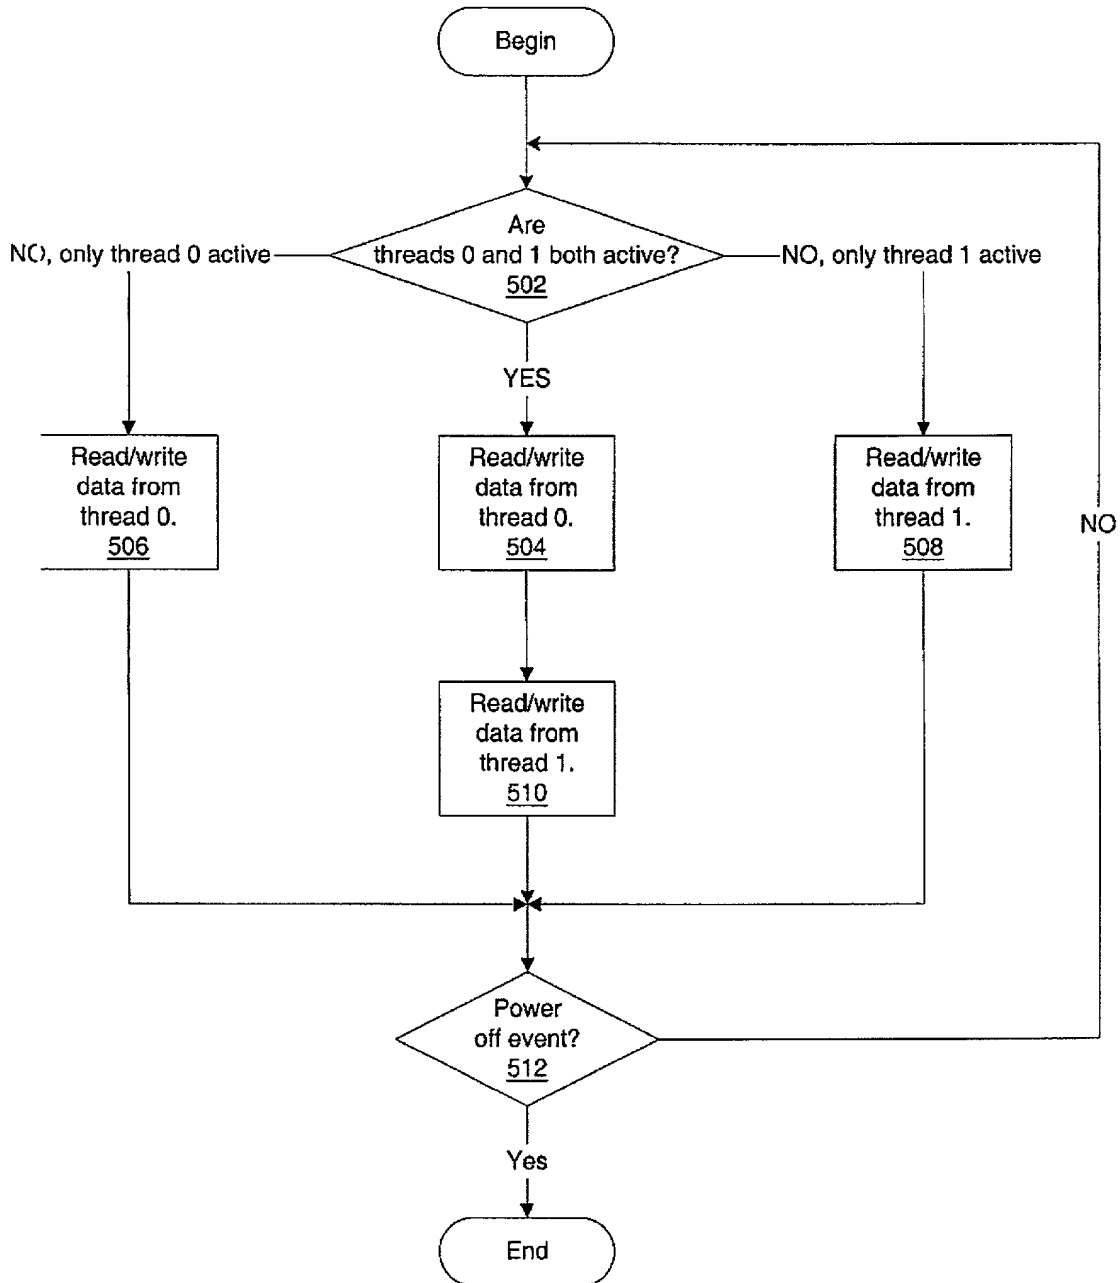 Begin
Are
threads 0 and 1 both active?
502
NO, only thread 0 active
NO, only thread 1 active
YES
Read/write
data from
thread 0.
506
Read/write
data from
thread 0.
504
Read/write
data from
thread 1.
508
NO
Read/write
data from
thread 1.
510
Power
off event?
512
Yes
End